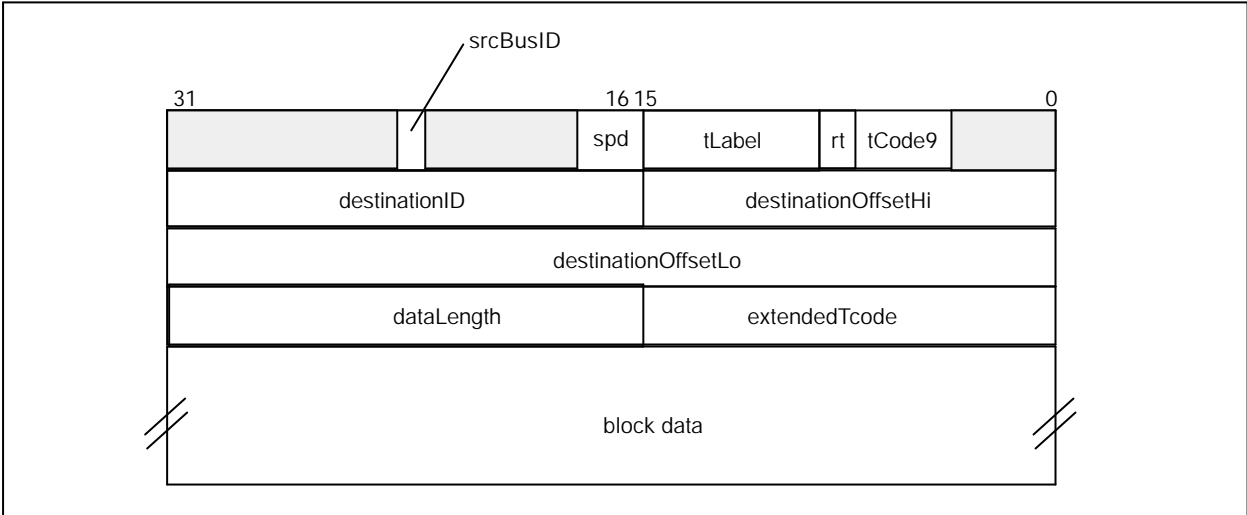 srcBusID
31 16 15 0
spd tLabel rt tCode9
destinationID destinationOffsetHi
destinationOffsetLo
dataLength extendedTcode
block data